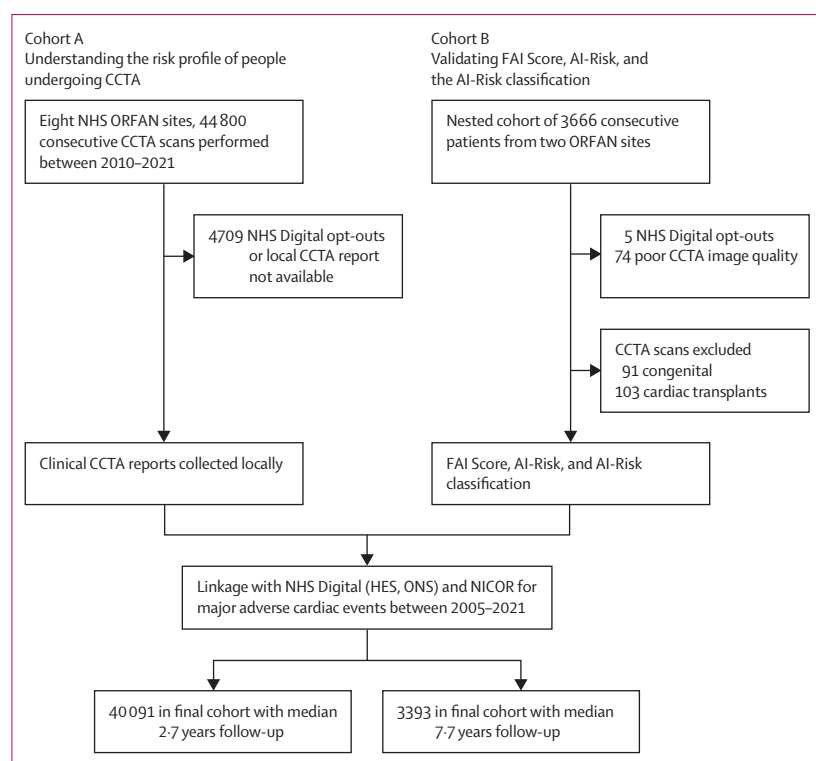 Cohort A
Understanding the risk profile of people
undergoing CCTA
Cohort B
Validating FAI Score, AI-Risk, and
the AI-Risk classification
Eight NHS ORFAN sites, 44 800
consecutive CCTA scans performed
between 2010–2021
Nested cohort of 3666 consecutive
patients from two ORFAN sites
4709 NHS Digital opt-outs
or local CCTA report
not available
5 NHS Digital opt-outs
74 poor CCTA image quality
CCTA scans excluded
91 congenital
103 cardiac transplants
Clinical CCTA reports collected locally
FAI Score, AI-Risk, and AI-Risk
classification
Linkage with NHS Digital (HES, ONS) and NICOR for
major adverse cardiac events between 2005–2021
40 091 in final cohort with median
2·7 years follow-up
3393 in final cohort with median
7·7 years follow-up